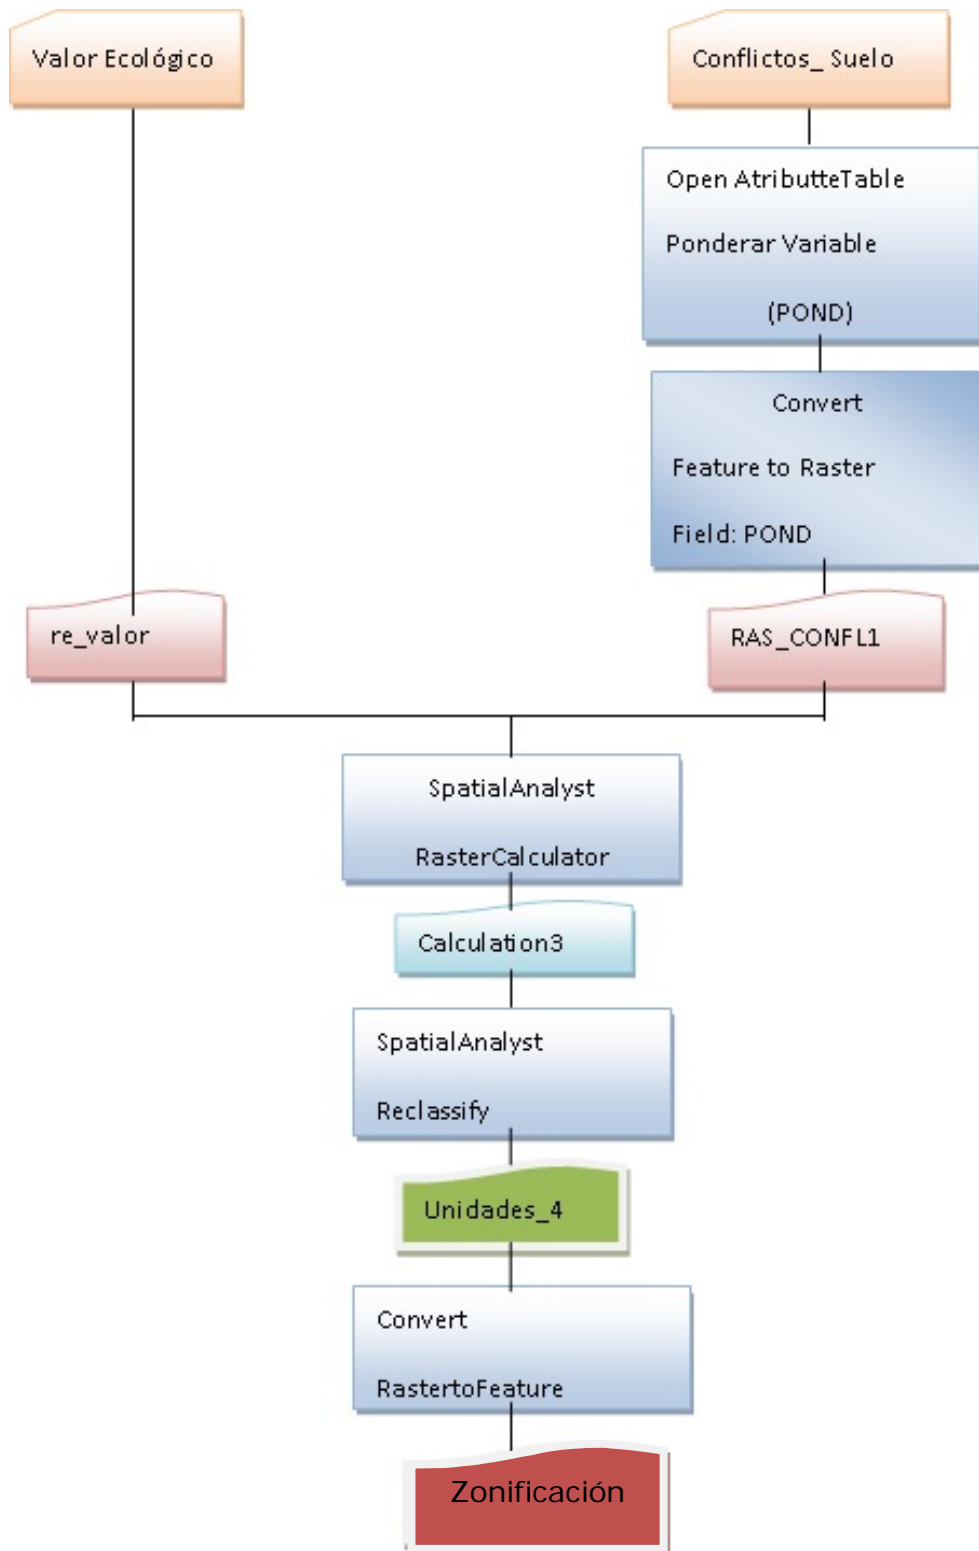 Valor Ecológico
Conflictos_ Suelo
Open AtributteTable
Ponderar Variable
(POND)
Convert
Feature to Raster
Field: POND
re_valor
RAS_CONFL1
SpatialAnalyst
RasterCalculator
Calculation3
SpatialAnalyst
Reclassify
Unidades_4
Convert
RastertoFeature
Zonificación